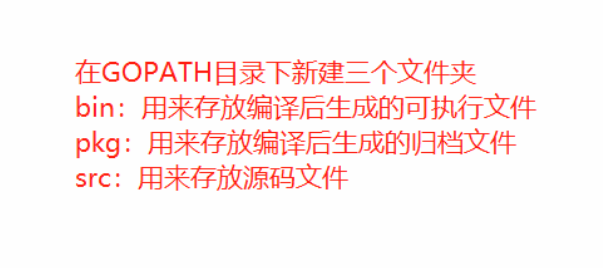 在GOPATH目录下新建三个文件夹
bin：用来存放编译后生成的可执行文件
pkg：用来存放编译后生成的归档文件
src：用来存放源码文件